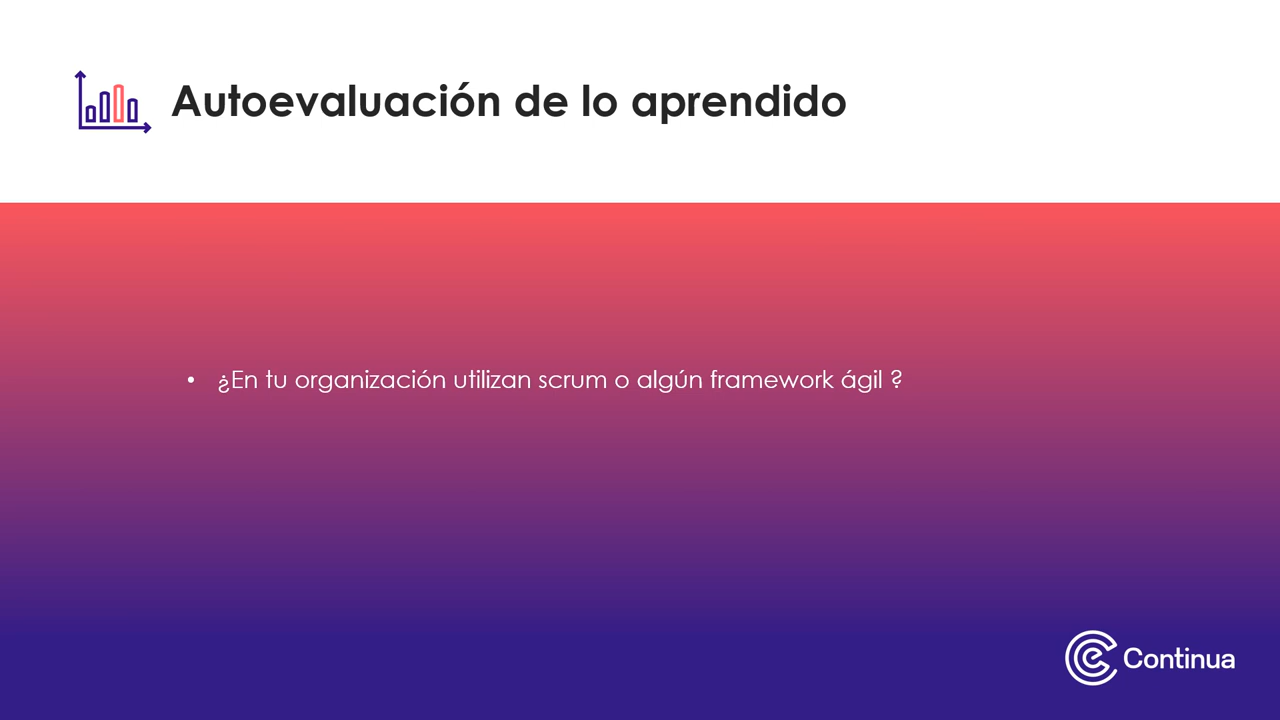 Autoevaluación de lo aprendido
• ¿En tu organización utilizan scrum o algún framework ágil ?
Continua